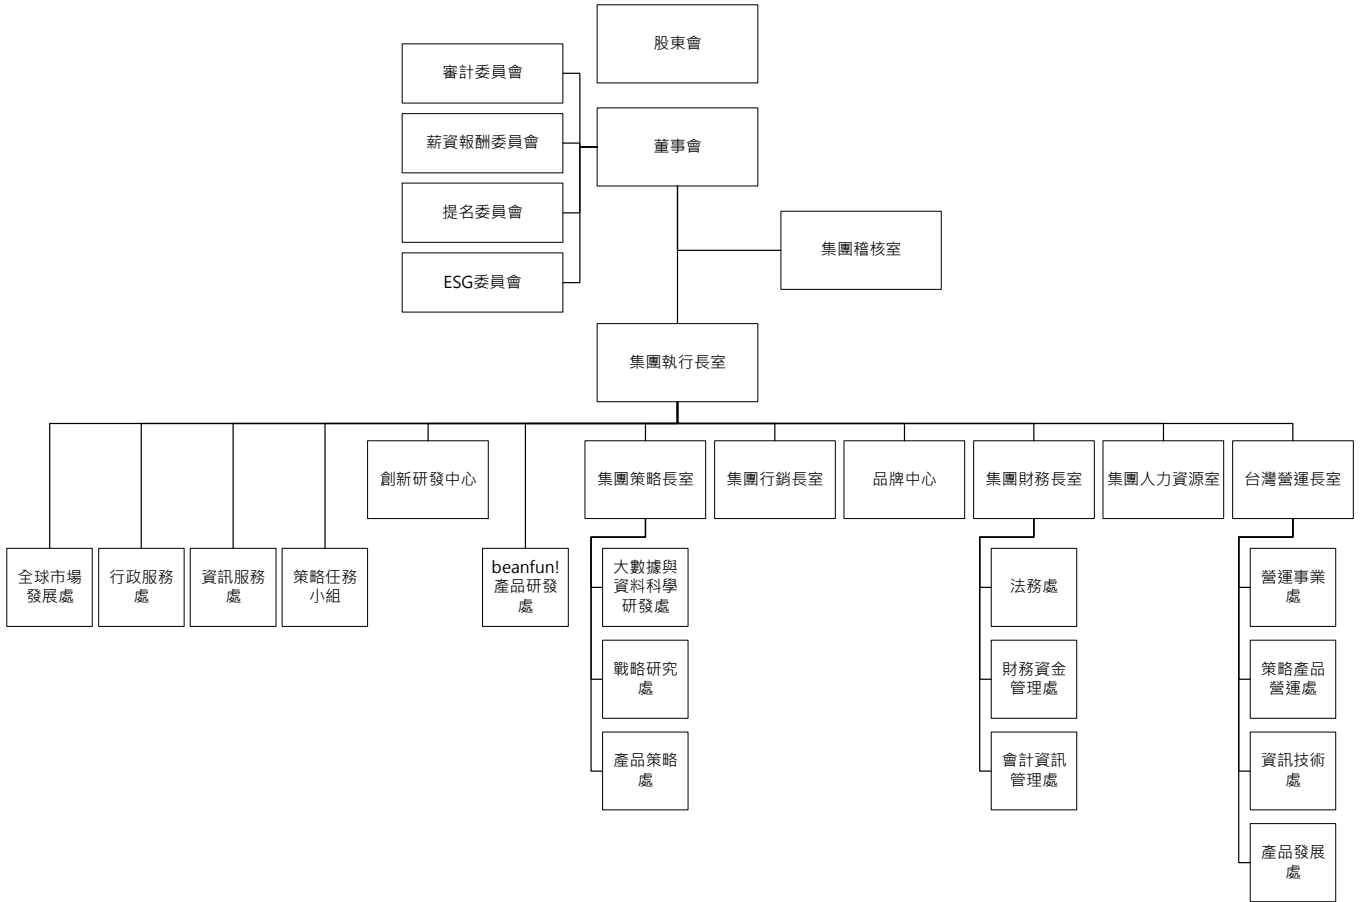 股東會
審計委員會
薪資報酬委員會
董事會
提名委員會
集團稽核室
ESG委員會
集團執行長室
創新研發中心
集團策略長室
集團行銷長室
品牌中心
集團財務長室
集團人力資源室
台灣營運長室
全球市場
發展處
行政服務
處
資訊服務
處
策略任務
小組
beanfun!
產品研發
處
大數據與
資料科學
研發處
法務處
營運事業
處
戰略研究
處
財務資金
管理處
策略產品
營運處
產品策略
處
會計資訊
管理處
資訊技術
處
產品發展
處